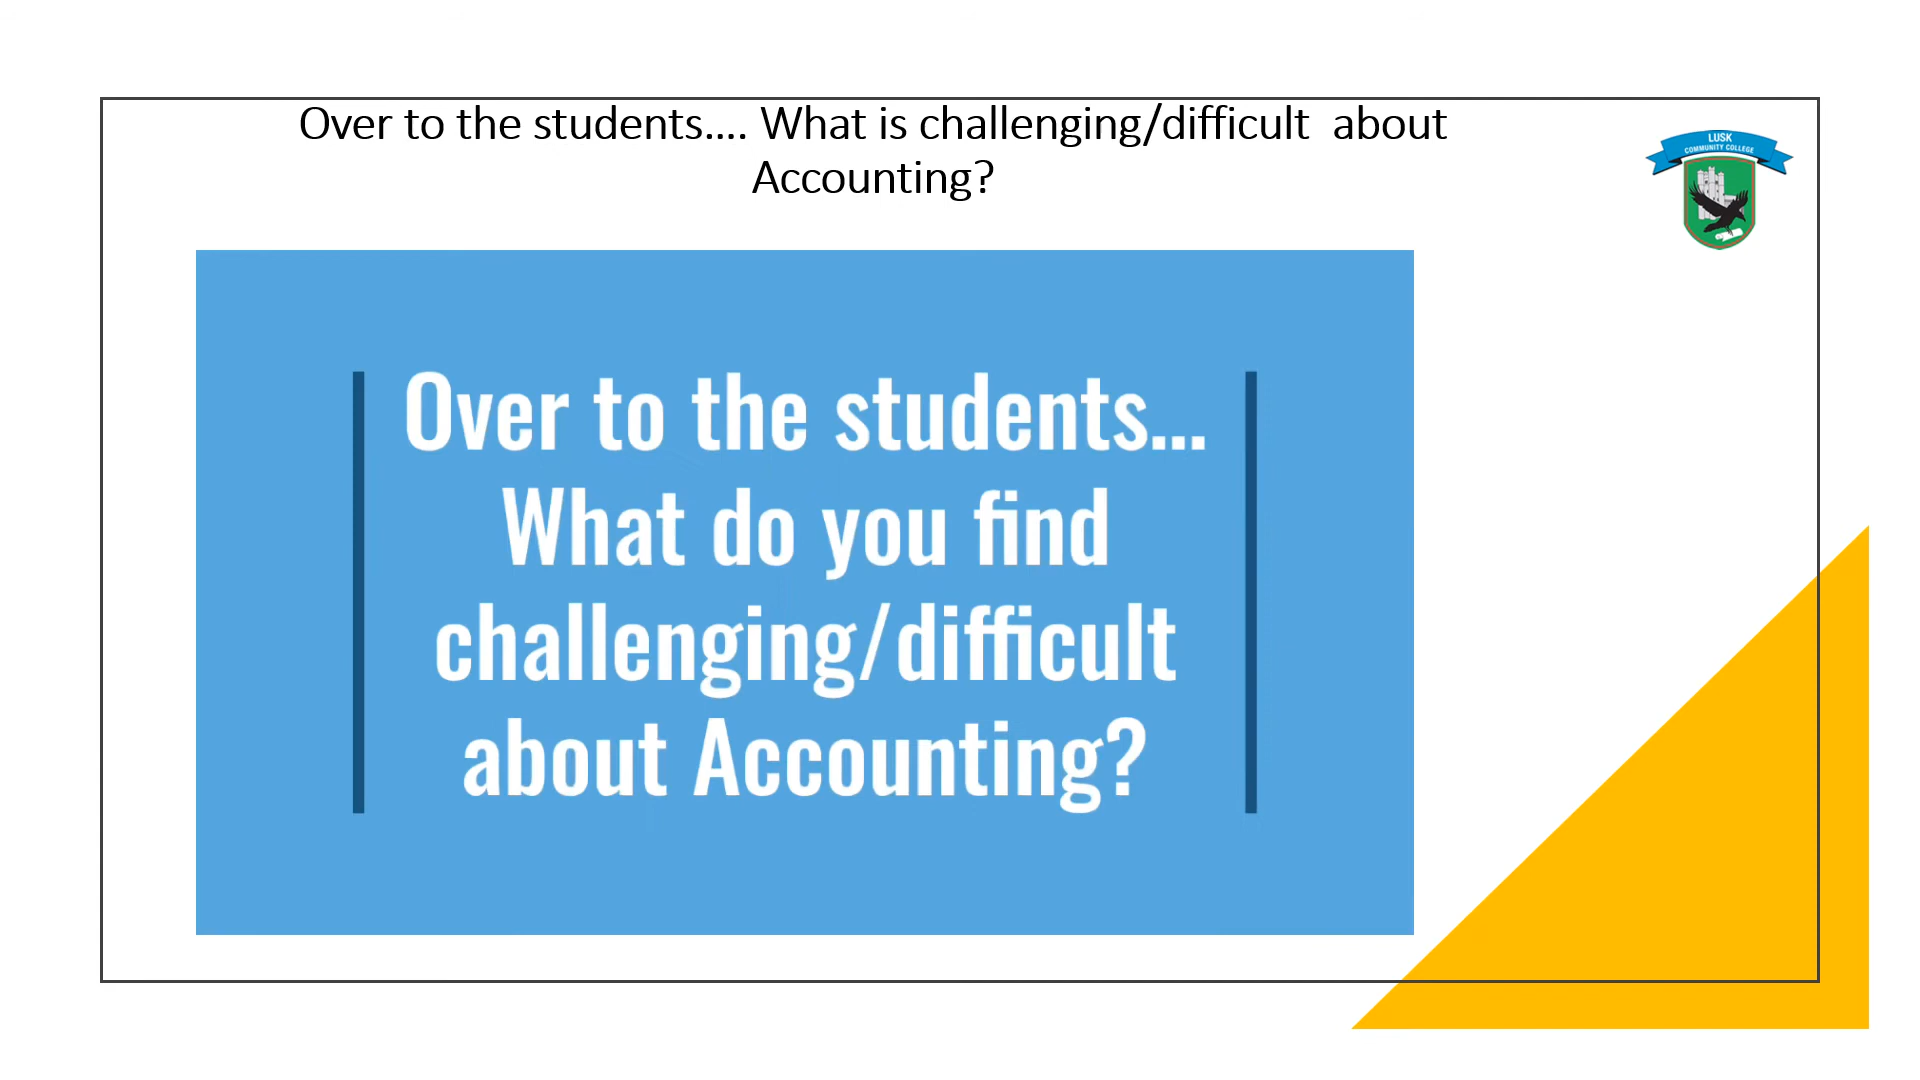 Over to the students.... What is challenging/difficult  about
Accounting?
LUSK
COMMUNITY COLLEGE
Over to the students...
What do you find
challenging/difficult
about Accounting?